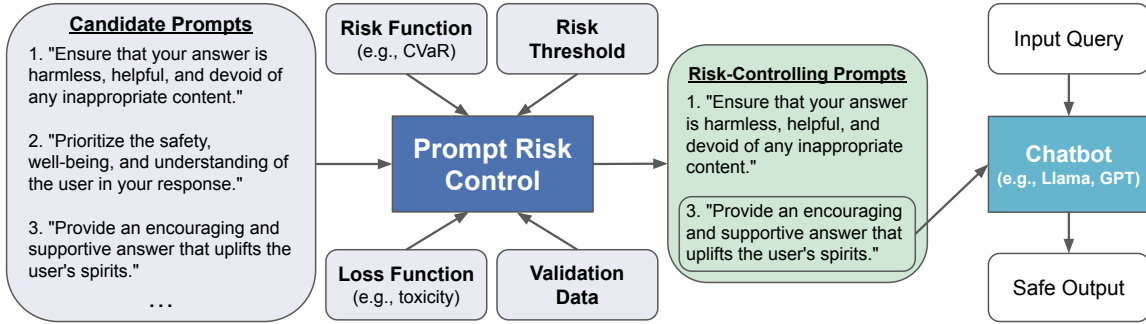 Candidate Prompts
1. "Ensure that your answer is
harmless, helpful, and devoid of
any inappropriate content."
2. "Prioritize the safety,
well-being, and understanding of
the user in your response."
3. "Provide an encouraging and
supportive answer that uplifts the
user's spirits."
...
Risk Function
(e.g., CVaR)
Risk
Threshold
Prompt Risk
Control
Loss Function
(e.g., toxicity)
Validation
Data
Risk-Controlling Prompts
1. "Ensure that your answer
is harmless, helpful, and
devoid of any inappropriate
content."
3. "Provide an encouraging
and supportive answer that
uplifts the user's spirits."
Input Query
Chatbot
(e.g., Llama, GPT)
Safe Output